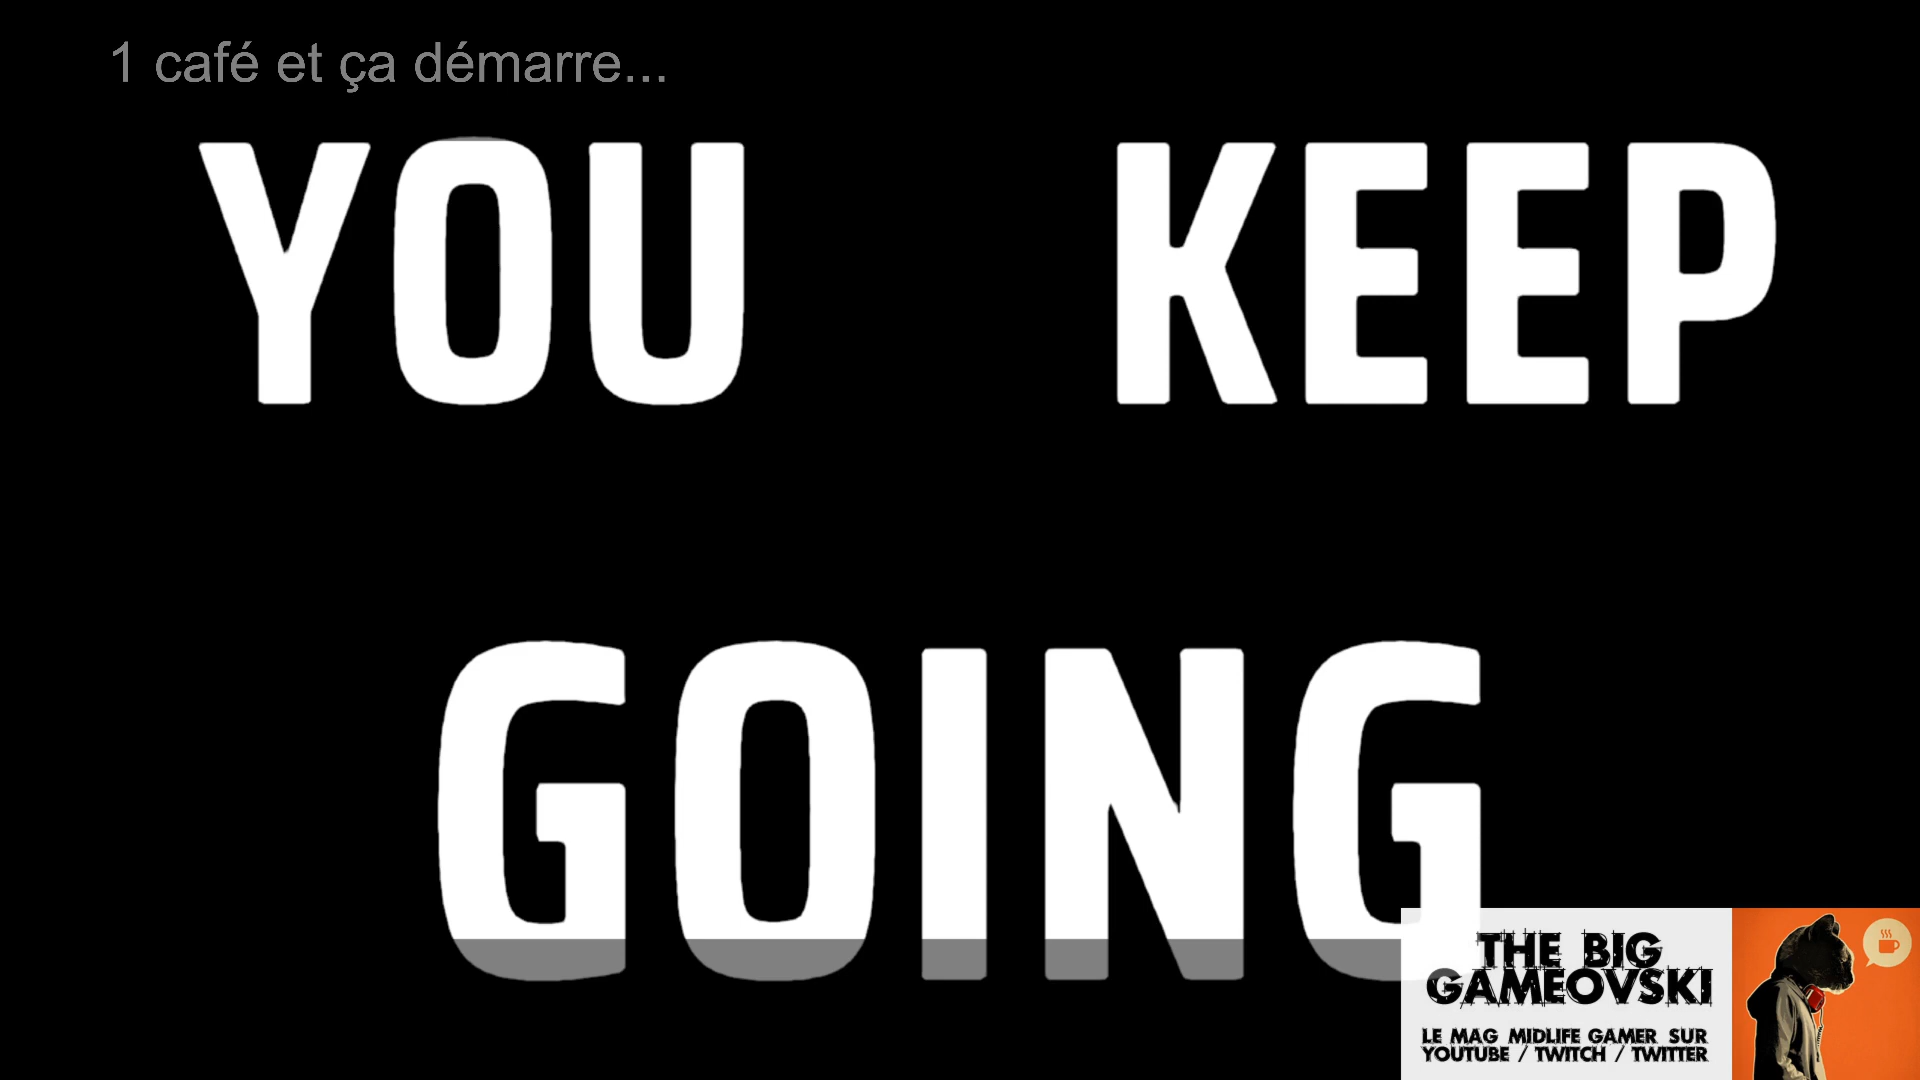 1 café et ça démarre...
YOU KEEP
GOING
THE BIG
GAMEOVSKI
LE MAG MIDLIFE GAMER SUR
YOUTUBE / TWITCH / TWITTER